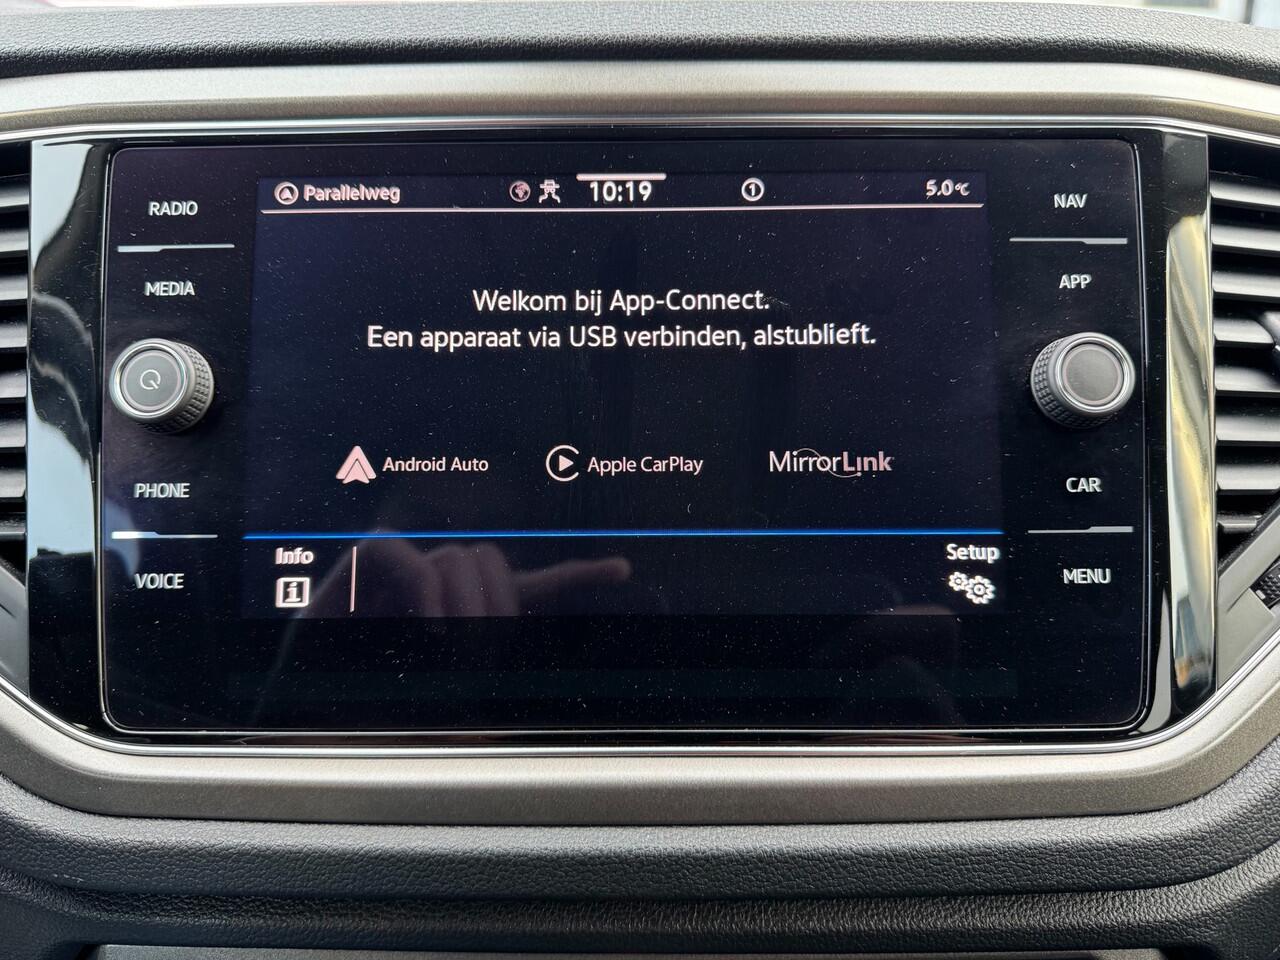 RADIO
MEDIA
PHONE
VOICE
Parallelweg
10:19
1
5.0°C
Welkom bij App-Connect.
Een apparaat via USB verbinden, alstublieft.
Android Auto
Apple CarPlay
MirrorLink
Info
i
Setup
NAV
APP
CAR
MENU